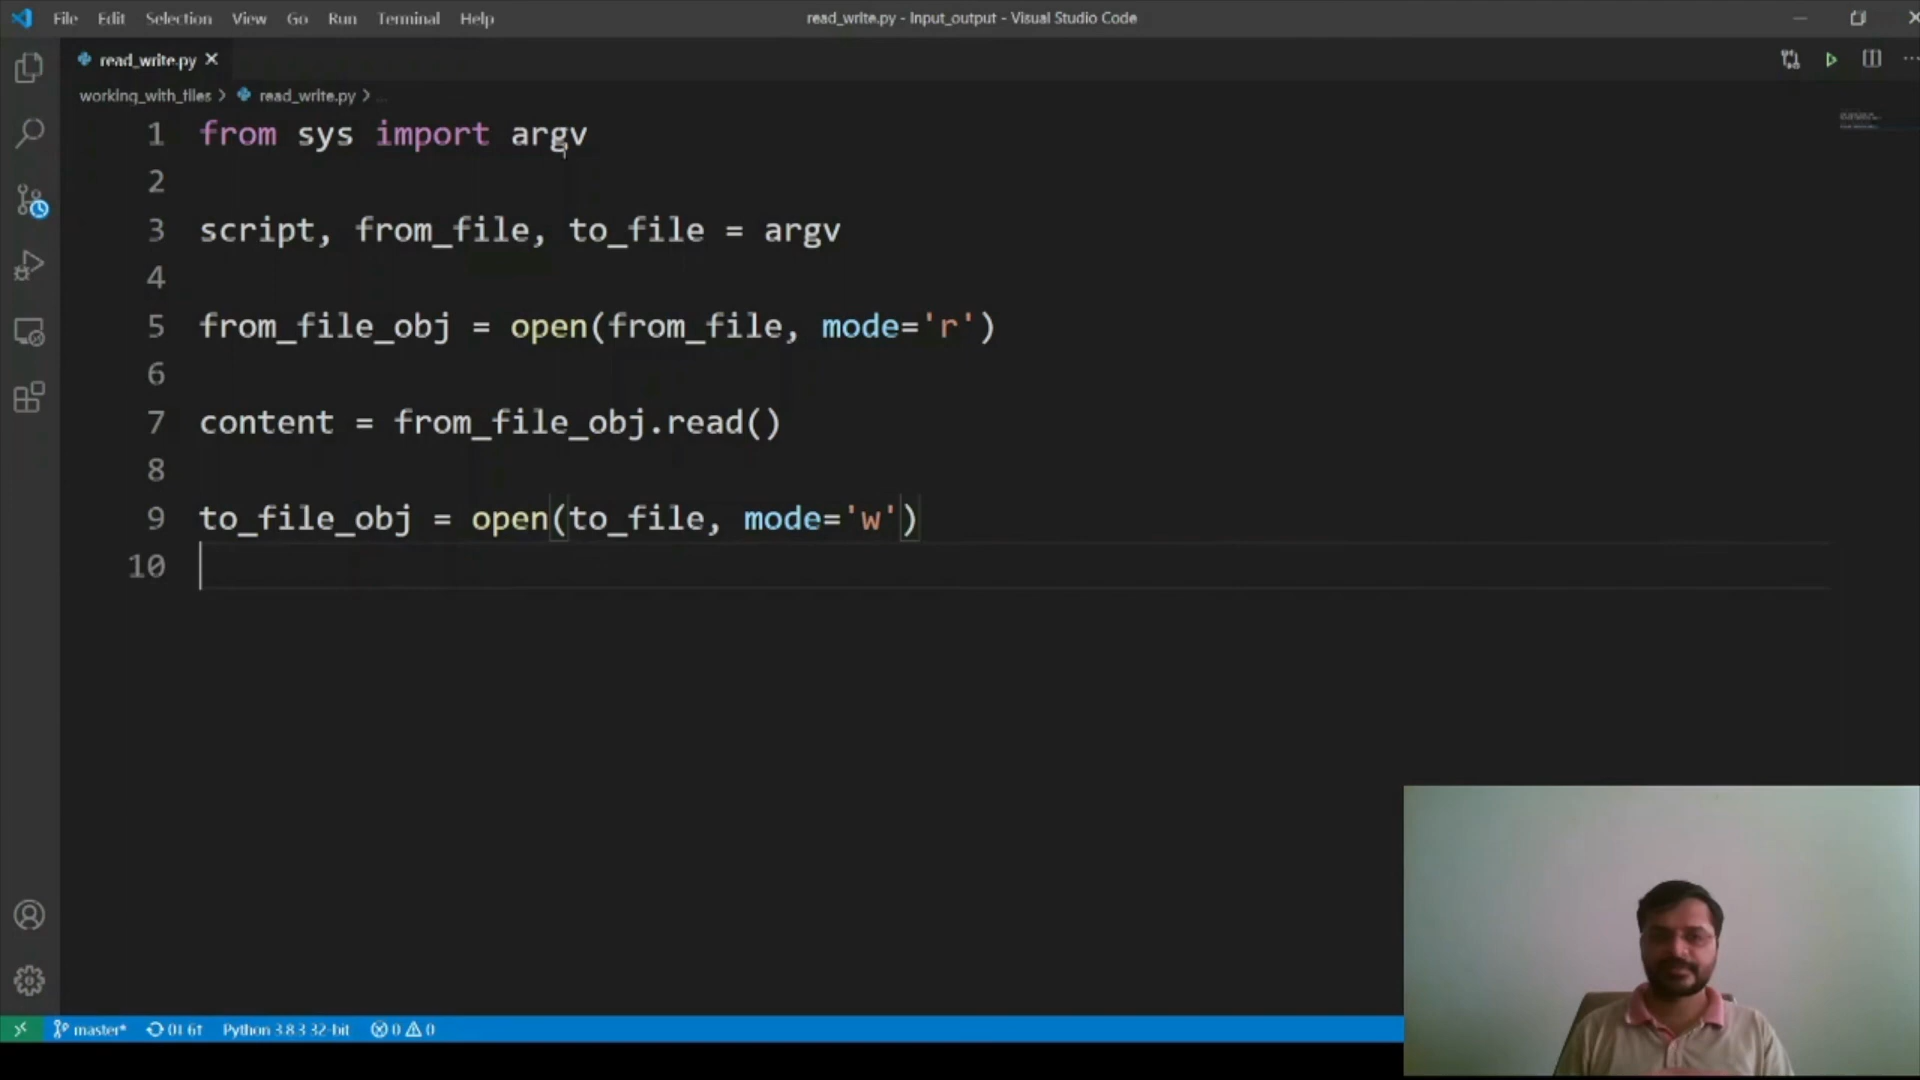 File Edit Selection View Go Run Terminal Help
read_write.py - Input_output - Visual Studio Code
read_write.py
working_with_files > read_write.py > ...
1 from sys import argv
2
3 script, from_file, to_file = argv
4
5 from_file_obj = open(from_file, mode='r')
6
7 content = from_file_obj.read()
8
9 to_file_obj = open(to_file, mode='w')
10
master* Python 3.8.3 32-bit 0 0